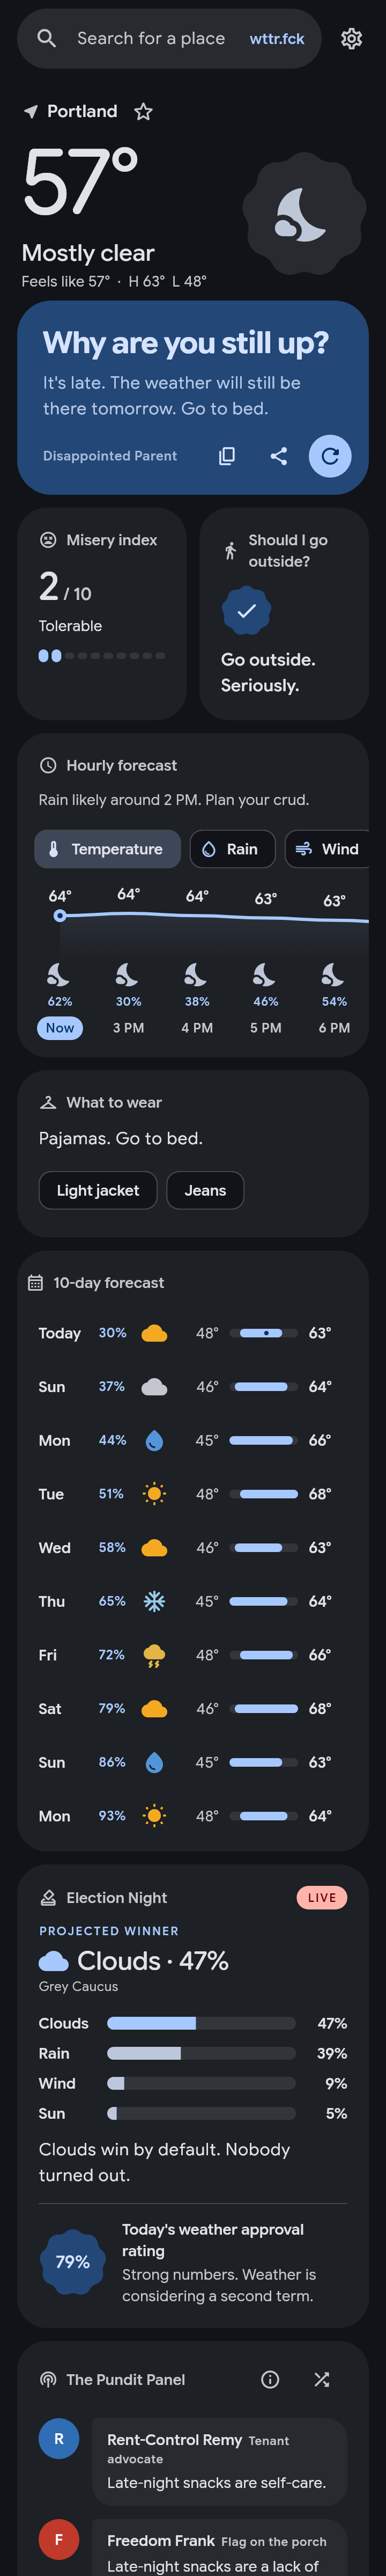 Search for a place
wttr.fck
Portland
57°
Mostly clear
Feels like 57° · H 63° L 48°
Why are you still up?
It's late. The weather will still be
there tomorrow. Go to bed.
Disappointed Parent
Misery index
2 / 10
Tolerable
Should I go
outside?
Go outside.
Seriously.
Hourly forecast
Rain likely around 2 PM. Plan your crud.
Temperature
Rain
Wind
64° 64° 64° 63° 63°
62% 30% 38% 46% 54%
Now 3 PM 4 PM 5 PM 6 PM
What to wear
Pajamas. Go to bed.
Light jacket
Jeans
10-day forecast
Today 30% 48° 63°
Sun 37% 46° 64°
Mon 44% 45° 66°
Tue 51% 48° 68°
Wed 58% 46° 63°
Thu 65% 45° 64°
Fri 72% 48° 66°
Sat 79% 46° 68°
Sun 86% 45° 63°
Mon 93% 48° 64°
Election Night
LIVE
PROJECTED WINNER
Clouds · 47%
Grey Caucus
Clouds 47%
Rain 39%
Wind 9%
Sun 5%
Clouds win by default. Nobody
turned out.
79%
Today's weather approval
rating
Strong numbers. Weather is
considering a second term.
The Pundit Panel
R
Rent-Control Remy Tenant
advocate
Late-night snacks are self-care.
F
Freedom Frank Flag on the porch
Late-night snacks are a lack of